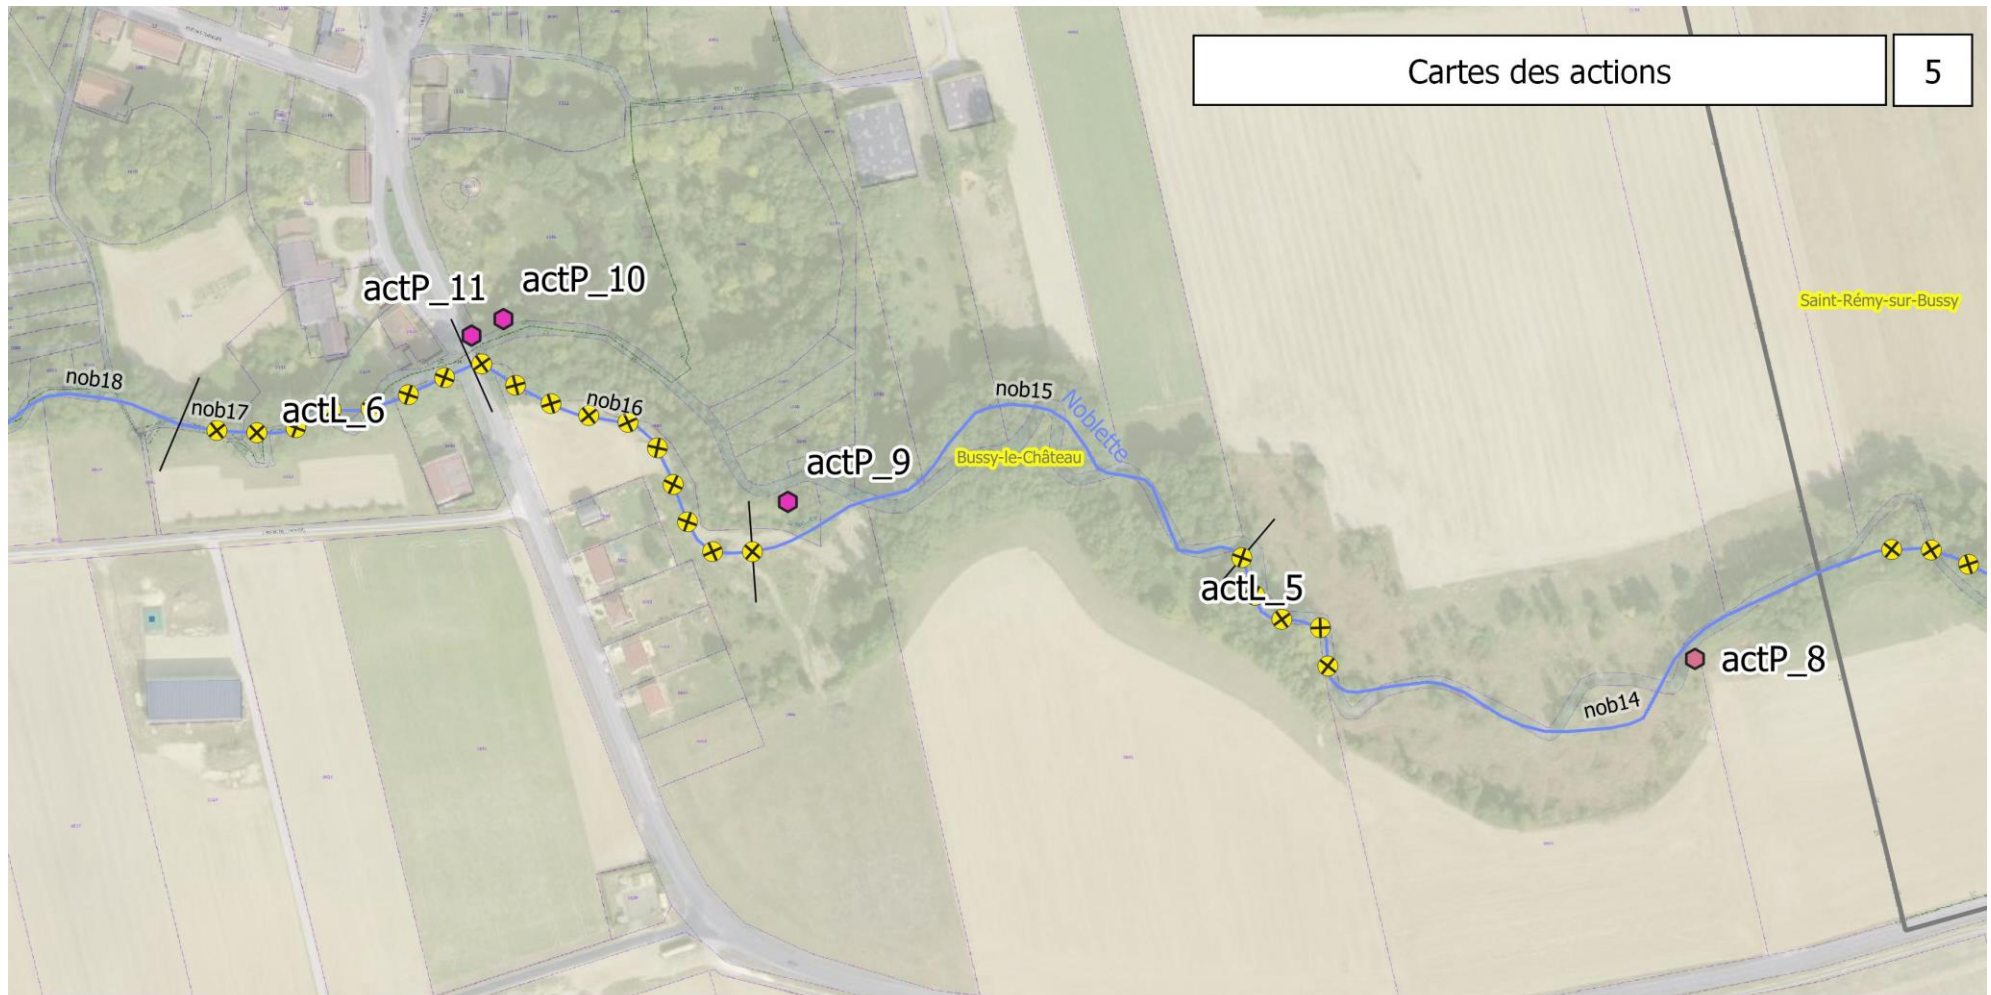 Cartes des actions
5
Saint-Rémy-sur-Bussy
actP_10
actP_11
nob18
nob17
actL_6
nob16
nob15
Noblette
Bussy-le-Château
actP_9
actL_5
actP_8
nob14